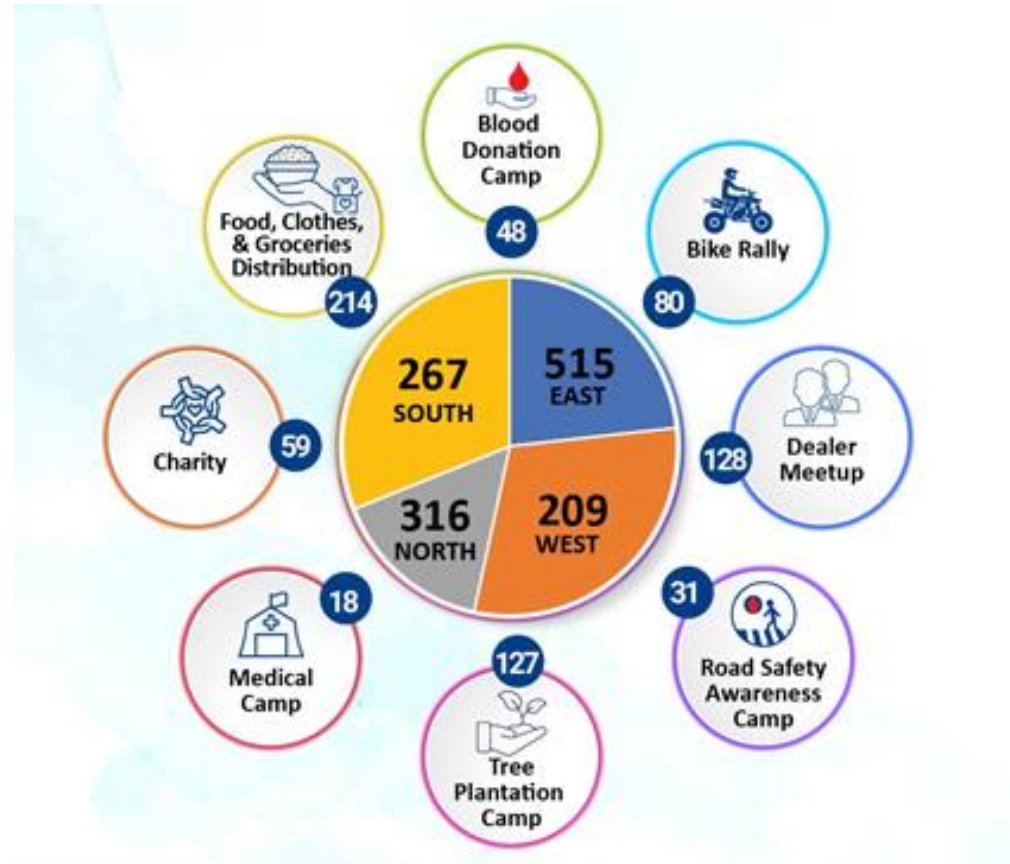 Blood
Donation
Camp
48
Bike Rally
80
Dealer
Meetup
128
Road Safety
Awareness
Camp
31
Tree
Plantation
Camp
127
Medical
Camp
18
Charity
59
Food, Clothes,
& Groceries
Distribution
214
515
EAST
209
WEST
316
NORTH
267
SOUTH